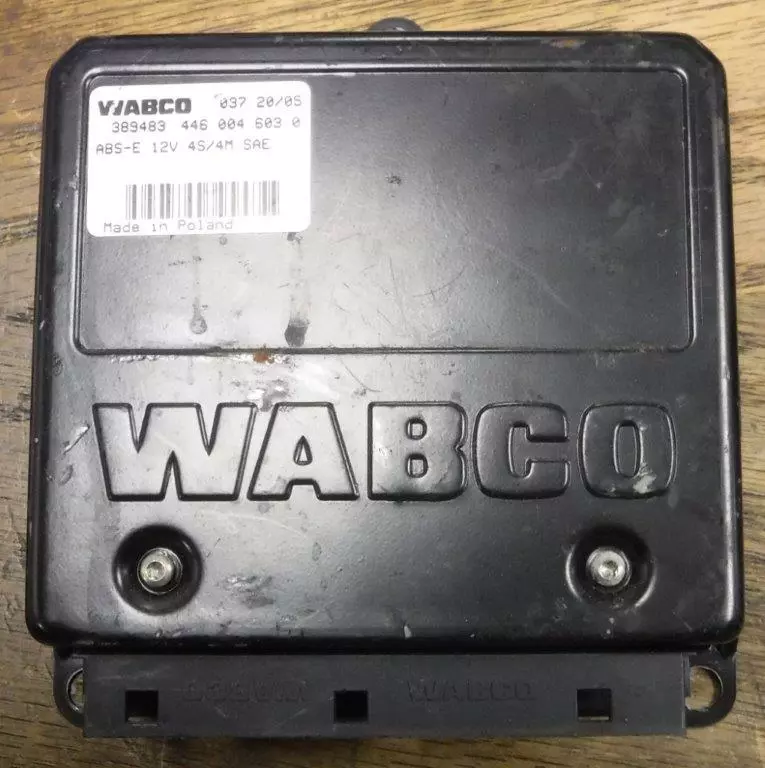 WABCO 037 20/05
389483 446 004 603 0
ABS-E 12V 4S/4M SAE
Made in Poland
WABCO
WABCO WABCO